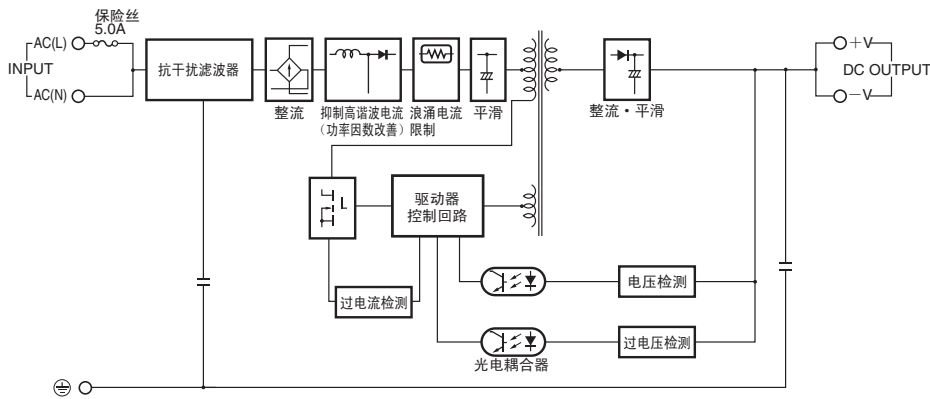 保险丝
5.0A
AC(L)
INPUT
AC(N)
抗干扰滤波器
整流
抑制高谐波电流
(功率因数改善)
浪涌电流
限制
平滑
整流・平滑
+V
DC OUTPUT
-V
驱动器
控制回路
过电流检测
电压检测
过电压检测
光电耦合器